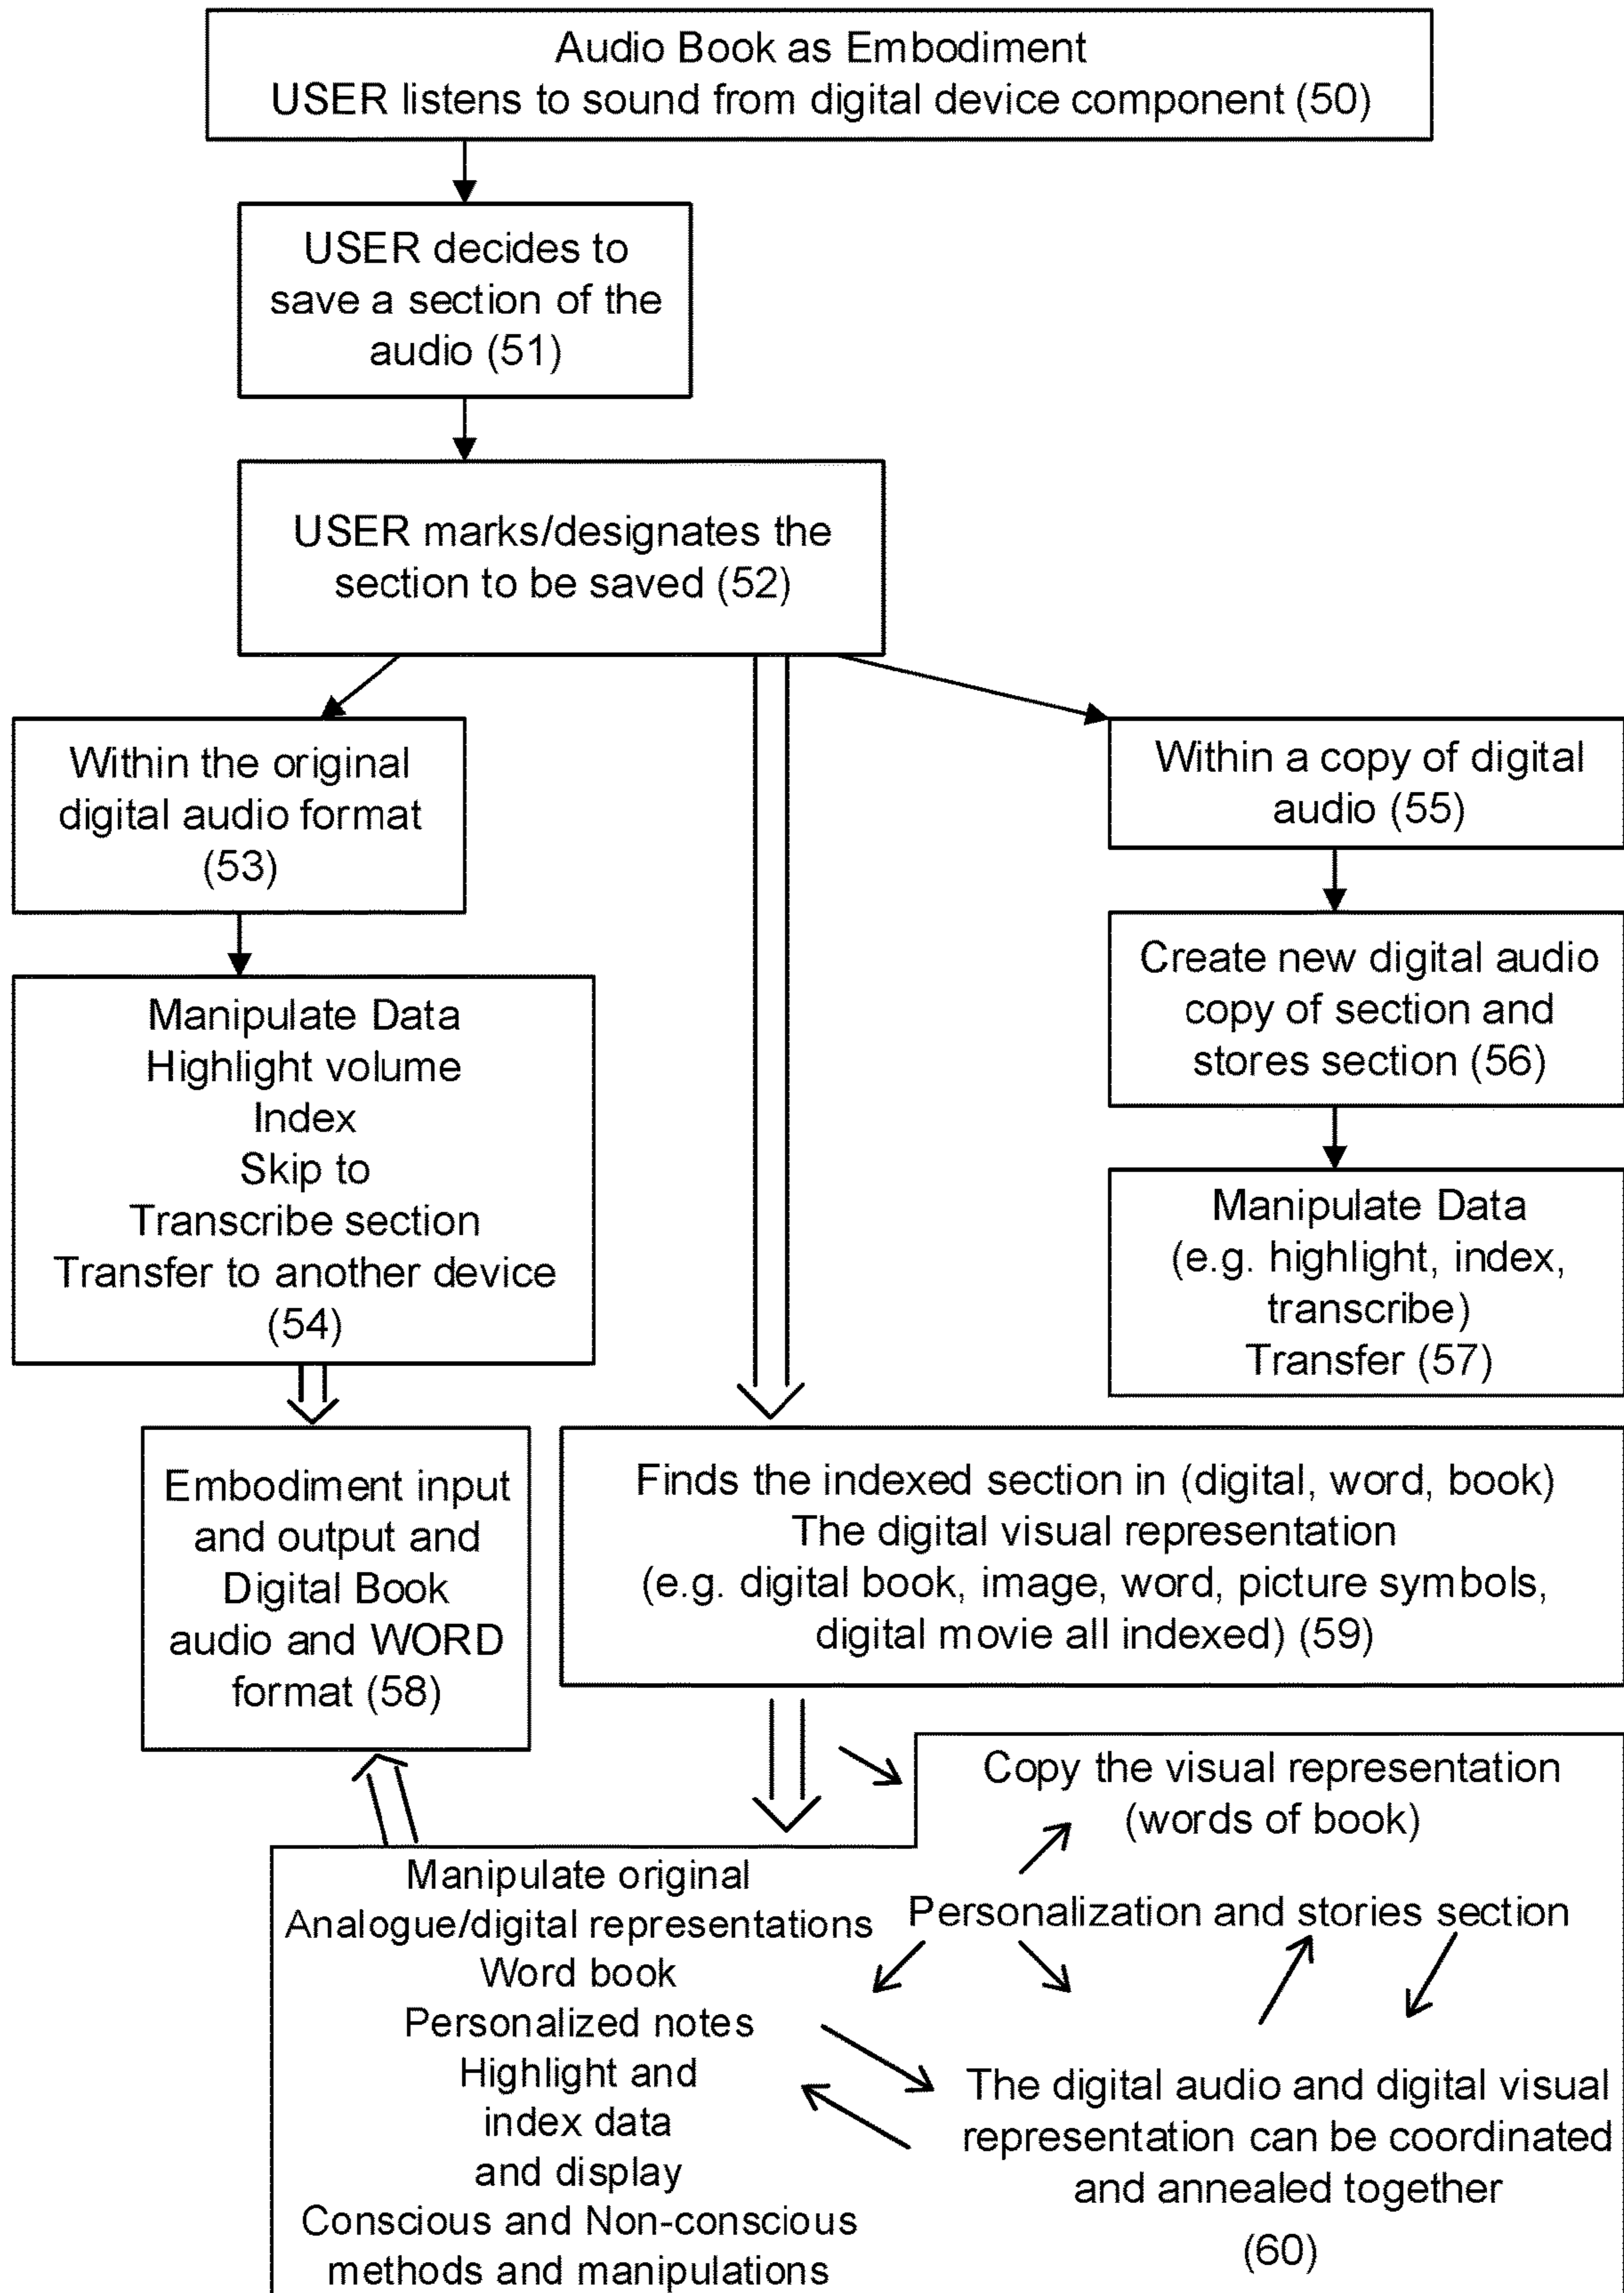 Audio Book as Embodiment
USER listens to sound from digital device component (50)
USER decides to
save a section of the
audio (51)
USER marks/designates the
section to be saved (52)
Within the original
digital audio format
(53)
Within a copy of digital
audio (55)
Manipulate Data
Highlight volume
Index
Skip to
Transcribe section
Transfer to another device
(54)
Create new digital audio
copy of section and
stores section (56)
Manipulate Data
(e.g. highlight, index,
transcribe)
Transfer (57)
Embodiment input
and output and
Digital Book
audio and WORD
format (58)
Finds the indexed section in (digital, word, book)
The digital visual representation
(e.g. digital book, image, word, picture symbols,
digital movie all indexed) (59)
Copy the visual representation
(words of book)
Personalization and stories section
The digital audio and digital visual
representation can be coordinated
and annealed together
(60)
Manipulate original
Analogue/digital representations
Word book
Personalized notes
Highlight and
index data
and display
Conscious and Non-conscious
methods and manipulations